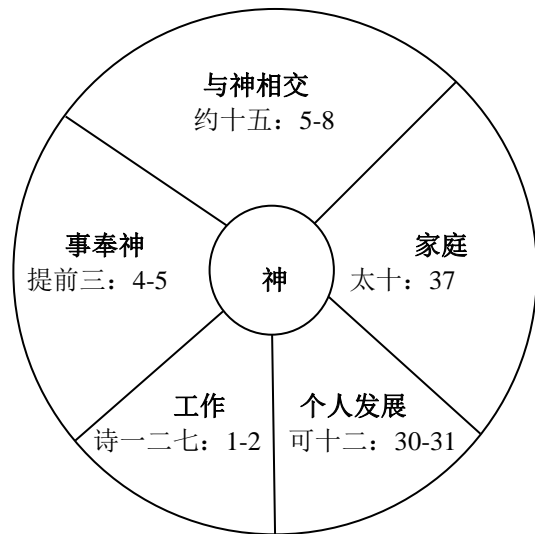 与神相交
约十五：5-8
事奉神
提前三：4-5
神
家庭
太十：37
工作
诗一二七：1-2
个人发展
可十二：30-31